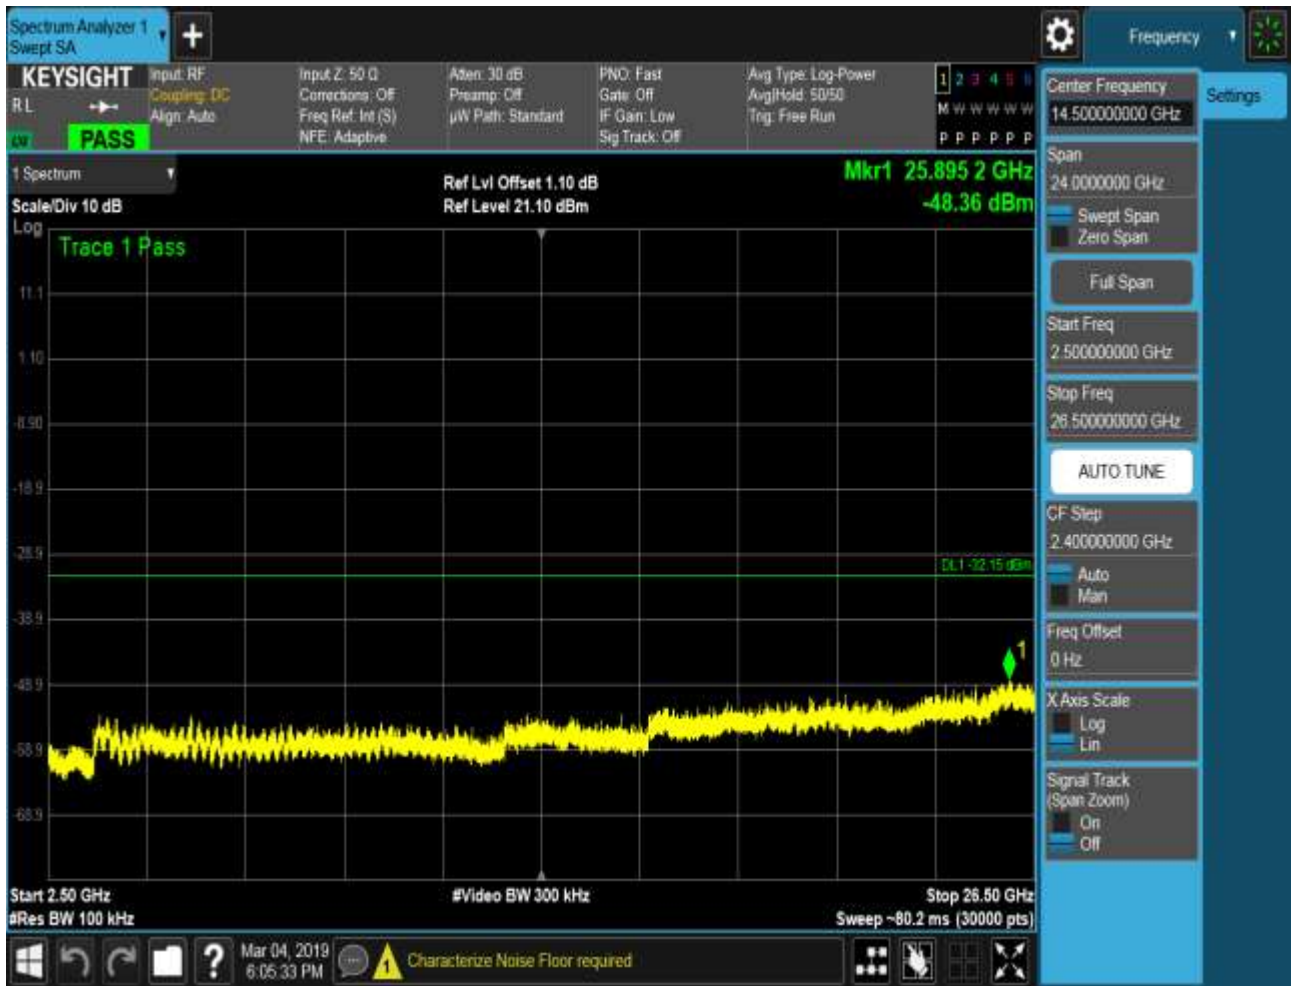 Spectrum Analyzer 1
Swept SA
+
Frequency
KEYSIGHT
R L
PASS
Input: RF
Coupling: DC
Align: Auto
Input Z: 50 Ω
Corrections: Off
Freq Ref: Int (S)
NFE: Adaptive
Atten: 30 dB
Preamp: Off
µW Path: Standard
PNO: Fast
Gate: Off
IF Gain: Low
Sig Track: Off
Avg Type: Log-Power
Avg|Hold: 50/50
Trig: Free Run
1 2 3 4 5 6
M W W W W W
P P P P P P
1 Spectrum
Scale/Div 10 dB
Ref Lvl Offset 1.10 dB
Ref Level 21.10 dBm
Mkr1 25.895 2 GHz
-48.36 dBm
Log
Trace 1 Pass
11.1
1.10
-8.90
-18.9
-28.9
DL1 -32.15 dBm
-38.9
1
-48.9
-58.9
-68.9
Start 2.50 GHz
#Video BW 300 kHz
Stop 26.50 GHz
#Res BW 100 kHz
Sweep ~80.2 ms (30000 pts)
Center Frequency
14.500000000 GHz
Settings
Span
24.0000000 GHz
Swept Span
Zero Span
Full Span
Start Freq
2.500000000 GHz
Stop Freq
26.500000000 GHz
AUTO TUNE
CF Step
2.400000000 GHz
Auto
Man
Freq Offset
0 Hz
X Axis Scale
Log
Lin
Signal Track
(Span Zoom)
On
Off
?
Mar 04, 2019
6:05:33 PM
1
Characterize Noise Floor required